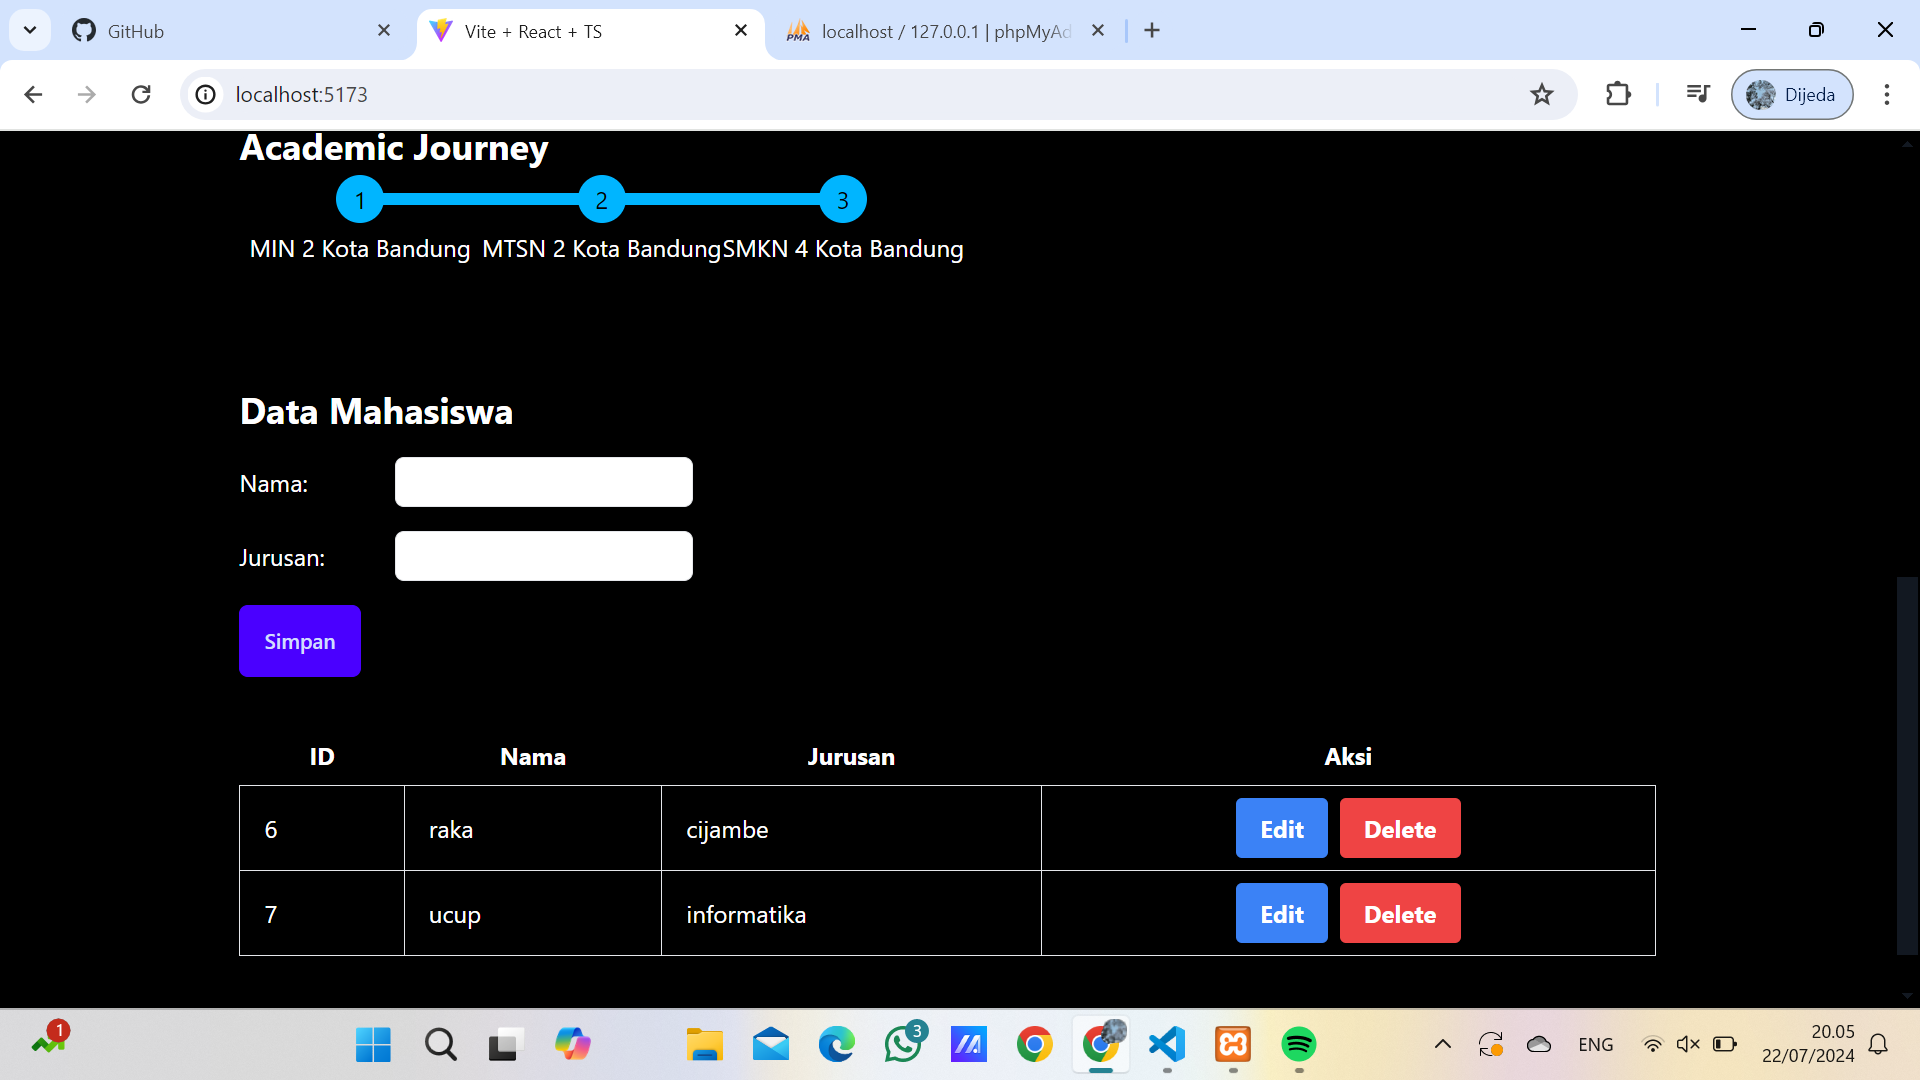 GitHub
Vite + React + TS
localhost / 127.0.0.1 | phpMyAd
localhost:5173
Dijeda
Academic Journey
1 2 3
MIN 2 Kota Bandung MTSN 2 Kota Bandung SMKN 4 Kota Bandung
Data Mahasiswa
Nama:
Jurusan:
Simpan
ID Nama Jurusan Aksi
6 raka cijambe Edit Delete
7 ucup informatika Edit Delete
1
3
ENG
20.05
22/07/2024